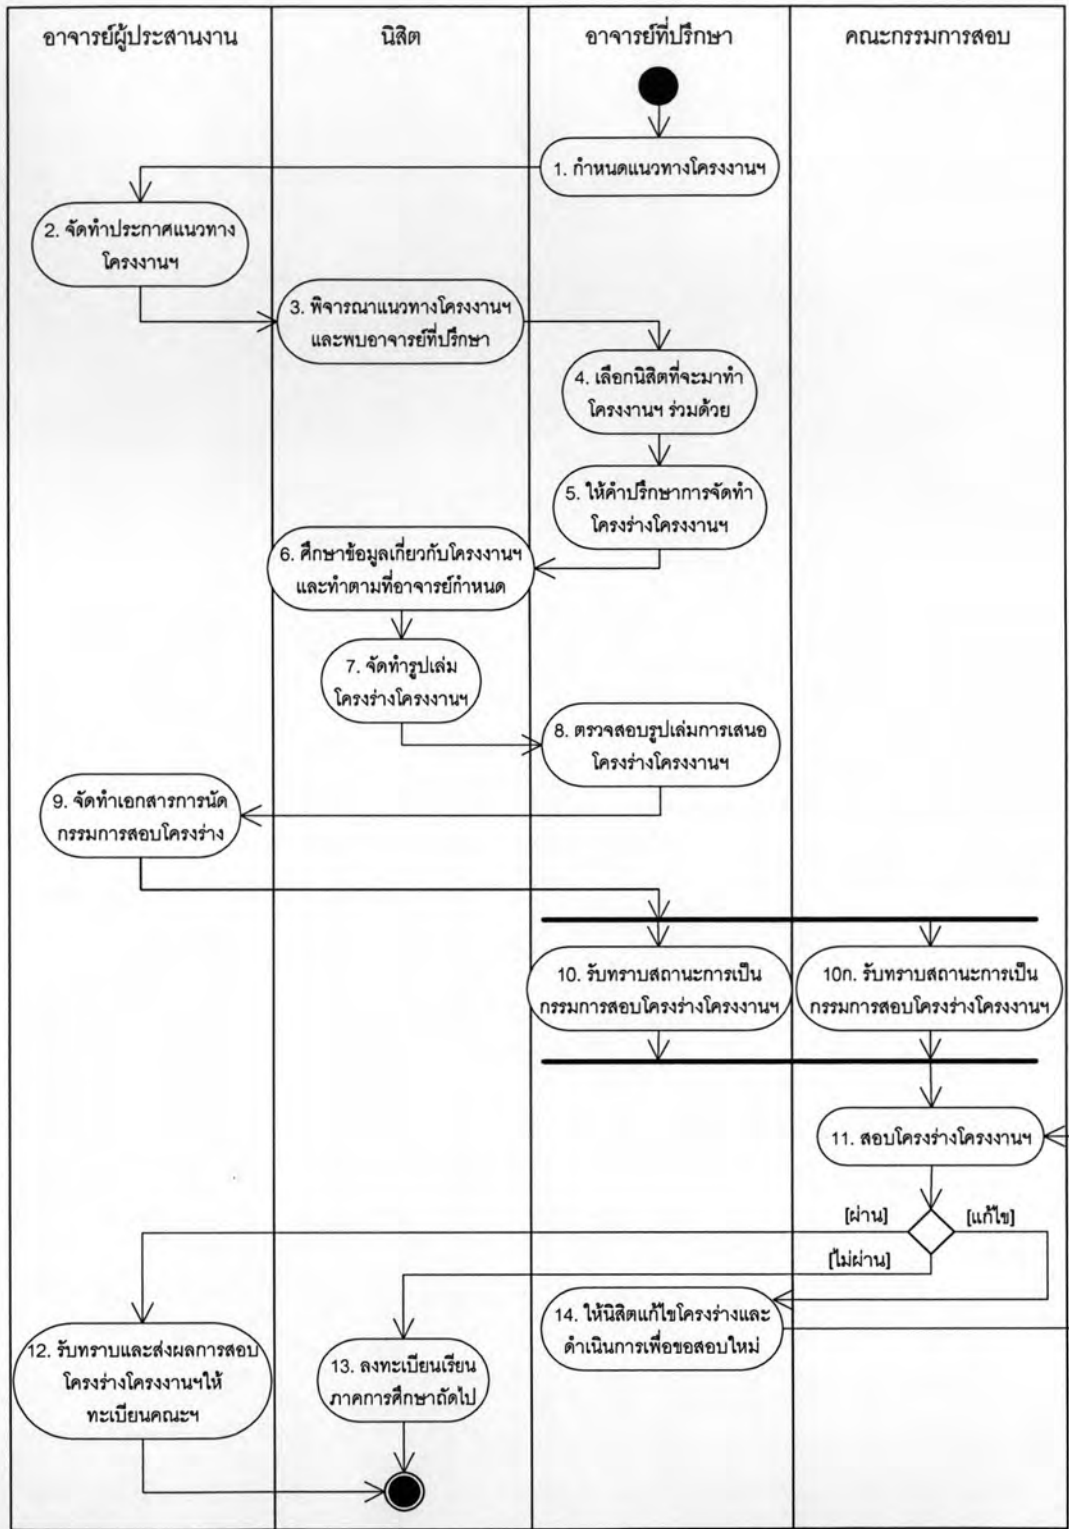 อาจารย์ผู้ประสานงาน
นิสิต
อาจารย์ที่ปรึกษา
คณะกรรมการสอบ
1. กำหนดแนวทางโครงงานฯ
2. จัดทำประกาศแนวทาง
โครงงานฯ
3. พิจารณาแนวทางโครงงานฯ
และพบอาจารย์ที่ปรึกษา
4. เลือกนิสิตที่จะมาทำ
โครงงานฯ ร่วมด้วย
5. ให้คำปรึกษาการจัดทำ
โครงร่างโครงงานฯ
6. ศึกษาข้อมูลเกี่ยวกับโครงงานฯ
และทำตามที่อาจารย์กำหนด
7. จัดทำรูปเล่ม
โครงร่างโครงงานฯ
8. ตรวจสอบรูปเล่มการเสนอ
โครงร่างโครงงานฯ
9. จัดทำเอกสารการนัด
กรรมการสอบโครงร่าง
10. รับทราบสถานะการเป็น
กรรมการสอบโครงร่างโครงงานฯ
10ก. รับทราบสถานะการเป็น
กรรมการสอบโครงร่างโครงงานฯ
11. สอบโครงร่างโครงงานฯ
[ผ่าน]
[แก้ไข]
[ไม่ผ่าน]
14. ให้นิสิตแก้ไขโครงร่างและ
ดำเนินการเพื่อขอสอบใหม่
12. รับทราบและส่งผลการสอบ
โครงร่างโครงงานฯให้
ทะเบียนคณะฯ
13. ลงทะเบียนเรียน
ภาคการศึกษาถัดไป